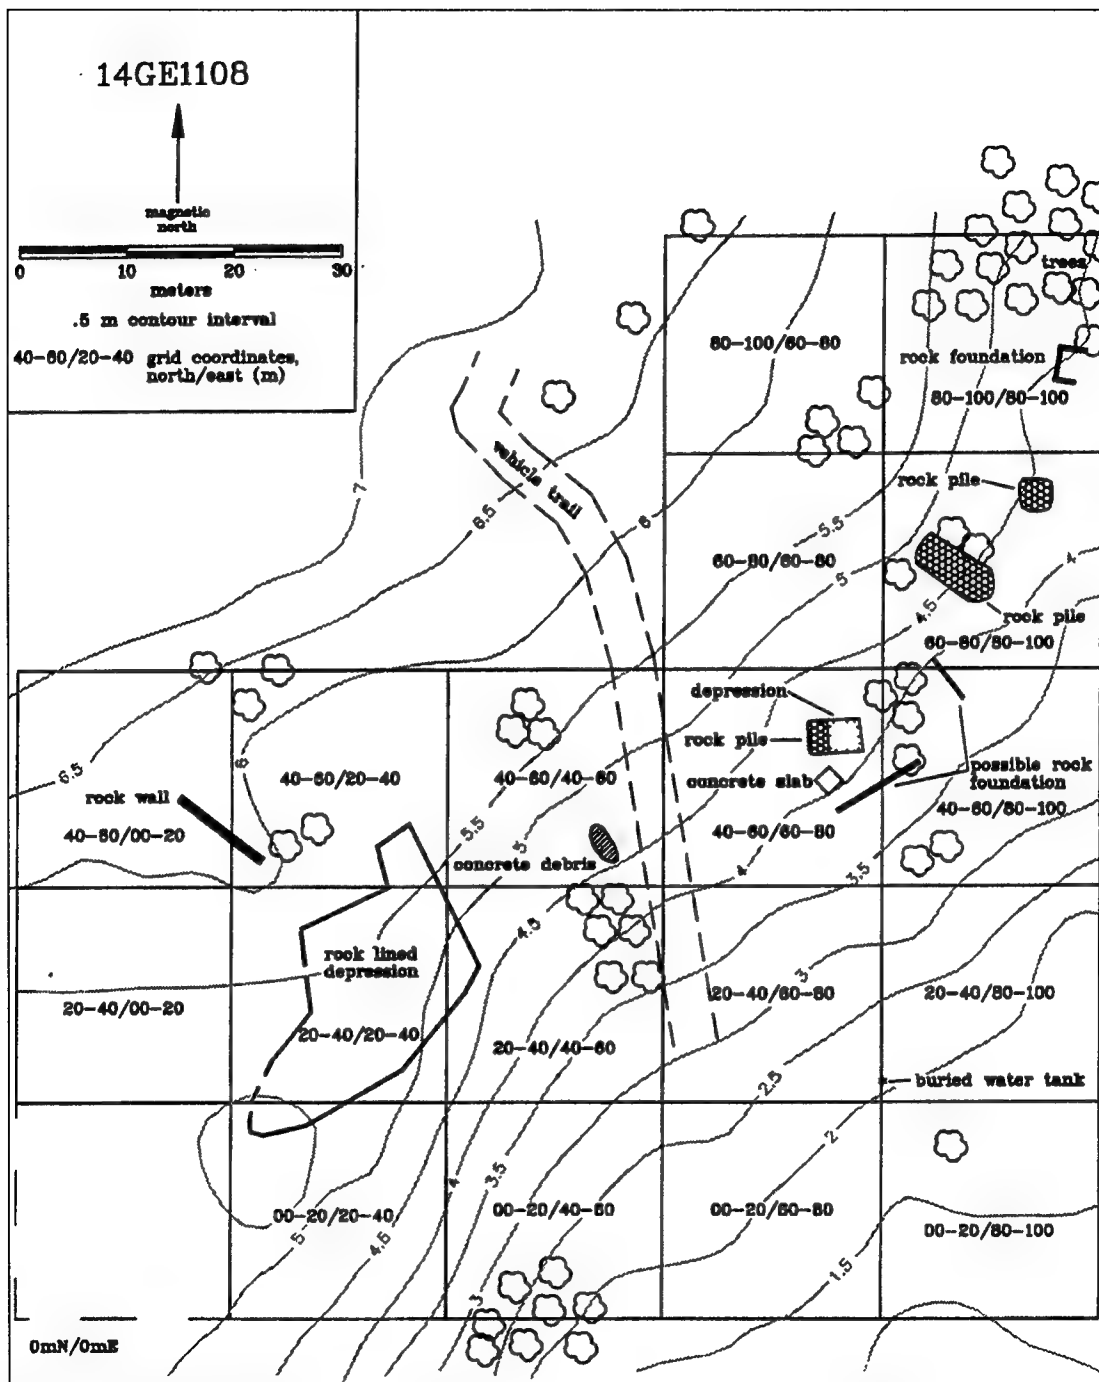 14GE1108
magnetic
north
0 10 20 30
meters
.5 m contour interval
40-60/20-40 grid coordinates,
north/east (m)
trees
80-100/60-80
rock foundation
80-100/80-100
vehicle trail
rock pile
7
6.5
6
5.5
5
4
60-80/60-80
4.5
rock pile
60-80/80-100
depression
rock pile
6.5
6
40-60/20-40
40-60/40-60
concrete slab
possible rock
foundation
rock wall
40-60/00-20
5.5
5
40-60/60-80
40-60/80-100
concrete debris
4
3.5
4.5
rock lined
depression
3
20-40/00-20
20-40/20-40
20-40/40-60
20-40/60-80
20-40/80-100
2.5
buried water tank
2
4
3.5
00-20/20-40
00-20/40-60
00-20/60-80
00-20/80-100
5
4.5
3
1.5
0mN/0mE